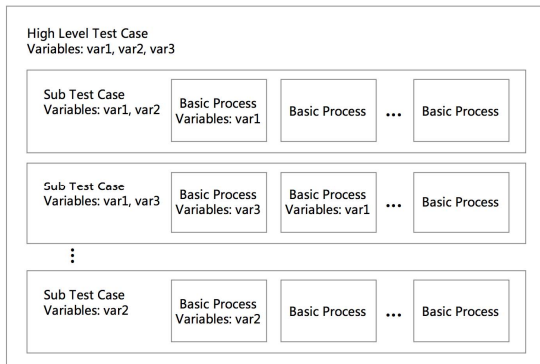 High Level Test Case
Variables: var1, var2, var3
Sub Test Case
Variables: var1, var2
Basic Process
Variables: var1
Basic Process
...
Basic Process
Sub Test Case
Variables: var1, var3
Basic Process
Variables: var3
Basic Process
Variables: var1
...
Basic Process
Sub Test Case
Variables: var2
Basic Process
Variables: var2
Basic Process
...
Basic Process